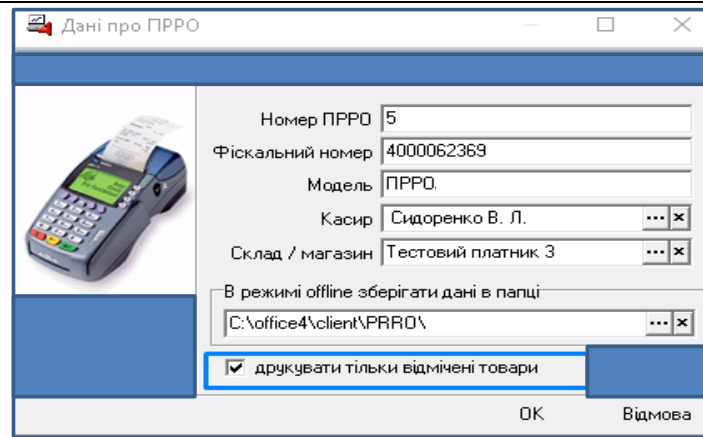 Дані про ПРРО
Номер ПРРО 5
Фіскальний номер 4000062369
Модель ПРРО.
Касир Сидоренко В. Л.
Склад / магазин Тестовий платник 3
В режимі offline зберігати дані в папці
C:\office4\client\PRRO\
друкувати тільки відмічені товари
OK Відмова